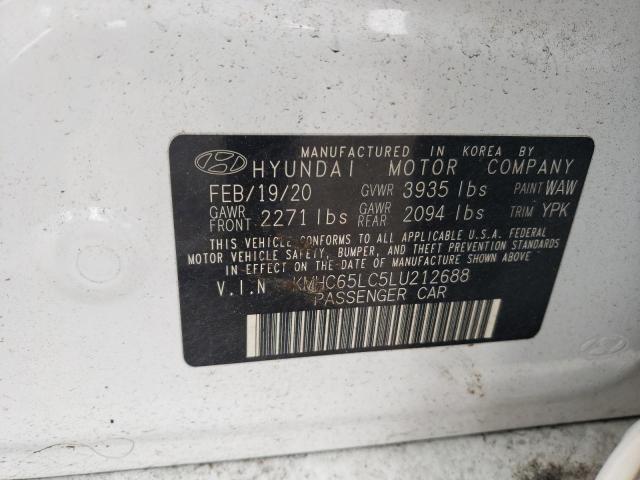 MANUFACTURED IN KOREA BY
HYUNDAI MOTOR COMPANY
FEB/19/20 GVWR 3935 lbs PAINT WAW
GAWR FRONT 2271 lbs GAWR REAR 2094 lbs TRIM YPK
THIS VEHICLE CONFORMS TO ALL APPLICABLE U.S.A. FEDERAL
MOTOR VEHICLE SAFETY, BUMPER, AND THEFT PREVENTION STANDARDS
IN EFFECT ON THE DATE OF MANUFACTURE SHOWN ABOVE
V.I.N KMHC65LC5LU212688
PASSENGER CAR